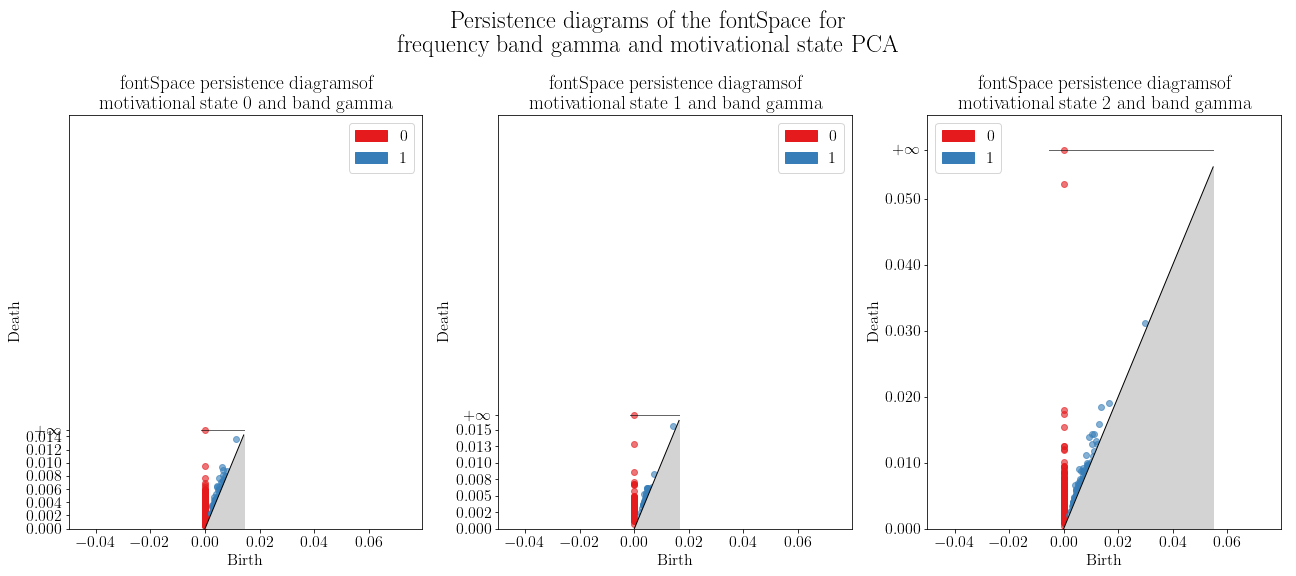 Persistence diagrams of the fontSpace for
frequency band gamma and motivational state PCA
fontSpace persistence diagramsof
motivational state 0 and band gamma
0
1
Death
+∞
0.014
0.012
0.010
0.008
0.006
0.004
0.002
0.000
−0.04 −0.02 0.00 0.02 0.04 0.06
Birth
fontSpace persistence diagramsof
motivational state 1 and band gamma
0
1
Death
+∞
0.015
0.013
0.010
0.008
0.005
0.002
0.000
−0.04 −0.02 0.00 0.02 0.04 0.06
Birth
fontSpace persistence diagramsof
motivational state 2 and band gamma
0
1
Death
+∞
0.050
0.040
0.030
0.020
0.010
0.000
−0.04 −0.02 0.00 0.02 0.04 0.06
Birth